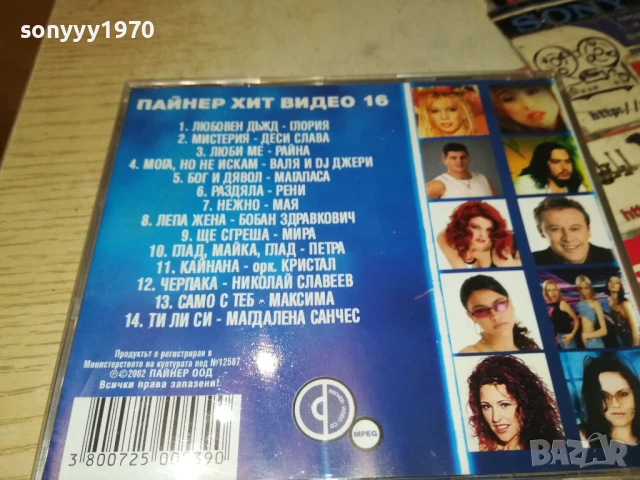 sonyyy1970
SONY
ПАЙНЕР ХИТ ВИДЕО 16
1. ЛЮБОВЕН ДЪЖД - ГЛОРИЯ
2. МИСТЕРИЯ - ДЕСИ СЛАВА
3. ЛЮБИ МЕ - РАЙНА
4. МОГА, НО НЕ ИСКАМ - ВАЛЯ И DJ ДЖЕРИ
5. БОГ И ДЯВОЛ - МАГАПАСА
6. РАЗДЯЛА - РЕНИ
7. НЕЖНО - МАЯ
8. ЛЕПА ЖЕНА - БОБАН ЗДРАВКОВИЧ
9. ЩЕ СГРЕША - МИРА
10. ГЛАД, МАЙКА, ГЛАД - ПЕТРА
11. КАЙНАНА - орк. КРИСТАЛ
12. ЧЕРПАКА - НИКОЛАЙ СЛАВЕЕВ
13. САМО С ТЕБ - МАКСИМА
14. ТИ ЛИ СИ - МАГДАЛЕНА САНЧЕС
Продуктът е регистриран в
Министерството на културата под №12587
℗©2002 ПАЙНЕР ООД
Всички права запазени!
MPEG
http:/
BAZAR